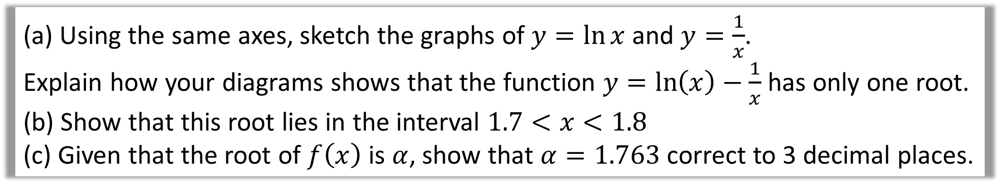 (a) Using the same axes, sketch the graphs of y = ln x and y = 1/x.
Explain how your diagrams shows that the function y = ln(x) − 1/x has only one root.
(b) Show that this root lies in the interval 1.7 < x < 1.8
(c) Given that the root of f(x) is α, show that α = 1.763 correct to 3 decimal places.